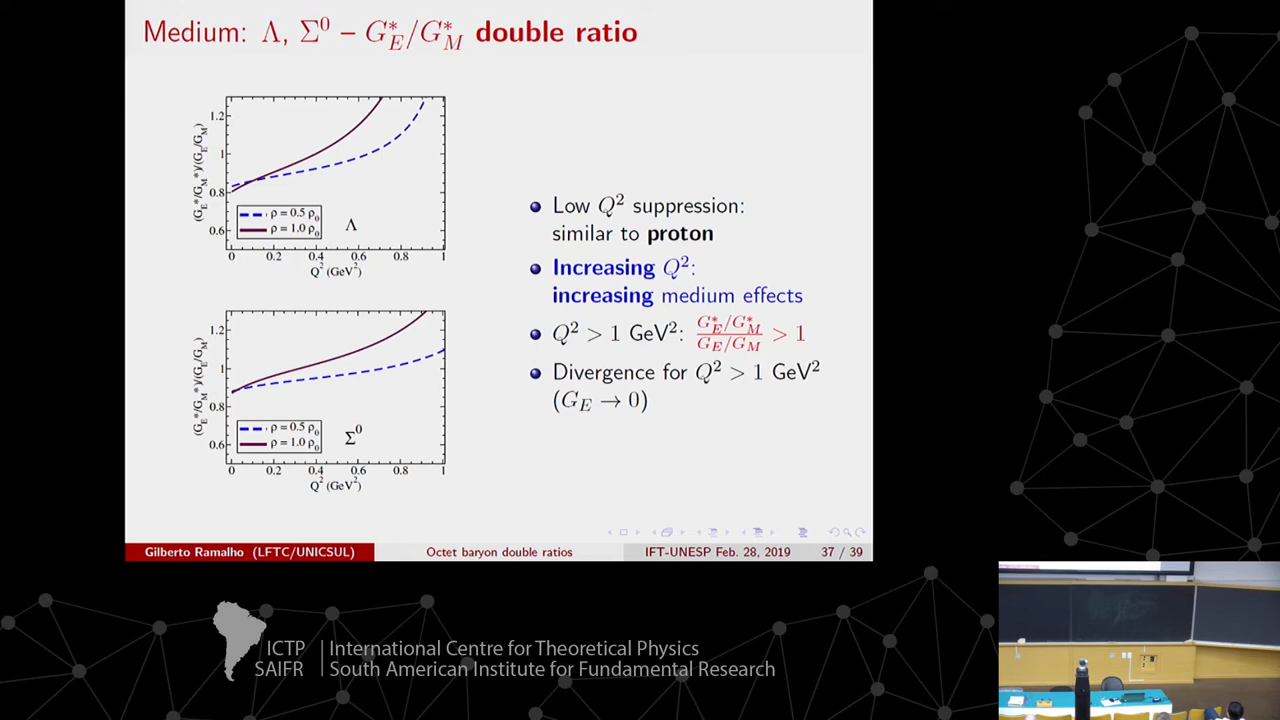 Medium: Λ, Σ⁰ – G*_E/G*_M double ratio
1.2
1
0.8
0.6
(G_E*/G_M*)/(G_E/G_M)
ρ = 0.5 ρ₀
ρ = 1.0 ρ₀
Λ
0 0.2 0.4 0.6 0.8 1
Q² (GeV²)
1.2
1
0.8
0.6
(G_E*/G_M*)/(G_E/G_M)
ρ = 0.5 ρ₀
ρ = 1.0 ρ₀
Σ⁰
0 0.2 0.4 0.6 0.8 1
Q² (GeV²)
Low Q² suppression:
similar to proton
Increasing Q²:
increasing medium effects
Q² > 1 GeV²: (G*_E/G*_M)/(G_E/G_M) > 1
Divergence for Q² > 1 GeV²
(G_E → 0)
Gilberto Ramalho (LFTC/UNICSUL) Octet baryon double ratios IFT-UNESP Feb. 28, 2019 37 / 39
ICTP International Centre for Theoretical Physics
SAIFR South American Institute for Fundamental Research